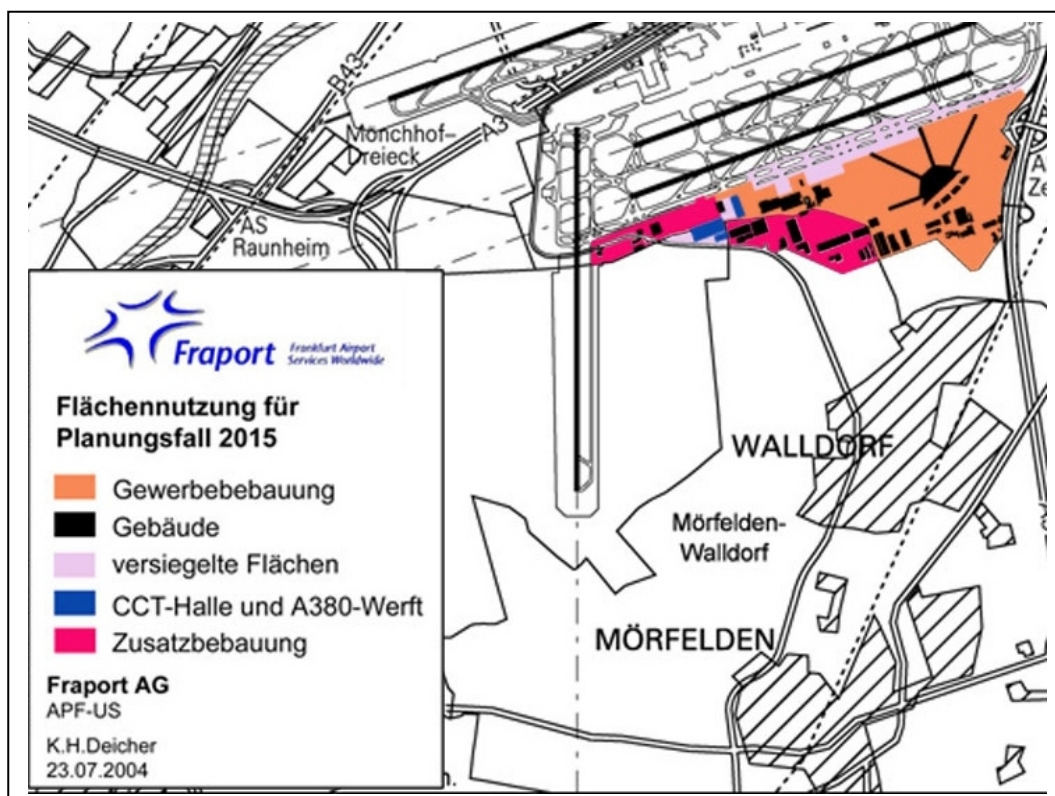 B43
Mönchhof-
Dreieck
A3
AS
Raunheim
A
Ze
Fraport
Frankfurt Airport
Services Worldwide
Flächennutzung für
Planungsfall 2015
Gewerbebebauung
Gebäude
versiegelte Flächen
CCT-Halle und A380-Werft
Zusatzbebauung
Fraport AG
APF-US
K.H.Deicher
23.07.2004
WALLDORF
Mörfelden-
Walldorf
MÖRFELDEN